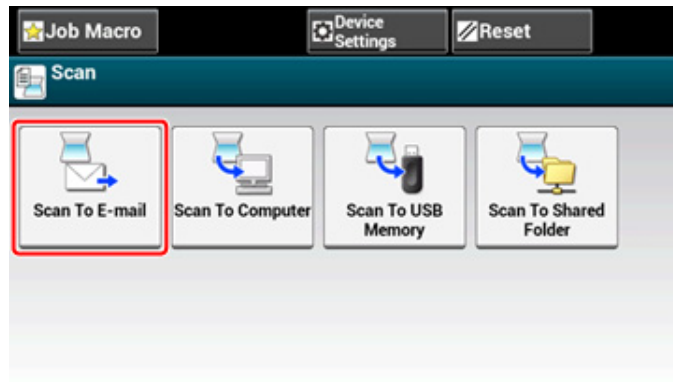 Job Macro
Device
Settings
Reset
Scan
Scan To E-mail
Scan To Computer
Scan To USB
Memory
Scan To Shared
Folder